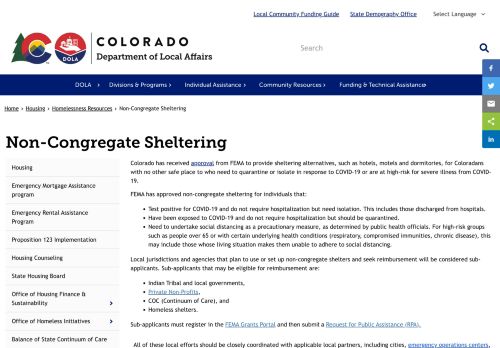 Local Community Funding Guide State Demography Office Select Language
COLORADO
Department of Local Affairs
DOLA
Search
DOLA Divisions & Programs Individual Assistance Community Resources Funding & Technical Assistance
Home › Housing › Homelessness Resources › Non-Congregate Sheltering
Non-Congregate Sheltering
Housing
Emergency Mortgage Assistance
program
Emergency Rental Assistance
Program
Proposition 123 Implementation
Housing Counseling
State Housing Board
Office of Housing Finance &
Sustainability
Office of Homeless Initiatives
Balance of State Continuum of Care
Colorado has received approval from FEMA to provide sheltering alternatives, such as hotels, motels and dormitories, for Coloradans
with no other safe place to who need to quarantine or isolate in response to COVID-19 or are at high-risk for severe illness from COVID-
19.
FEMA has approved non-congregate sheltering for individuals that:
• Test positive for COVID-19 and do not require hospitalization but need isolation. This includes those discharged from hospitals.
• Have been exposed to COVID-19 and do not require hospitalization but should be quarantined.
• Need to undertake social distancing as a precautionary measure, as determined by public health officials. For high-risk groups
such as people over 65 or with certain underlying health conditions (respiratory, compromised immunities, chronic disease), this
may include those whose living situation makes them unable to adhere to social distancing.
Local jurisdictions and agencies that plan to use or set up non-congregate shelters and seek reimbursement will be considered sub-
applicants. Sub-applicants that may be eligible for reimbursement are:
• Indian Tribal and local governments,
• Private Non-Profits,
• COC (Continuum of Care), and
• Homeless shelters.
Sub-applicants must register in the FEMA Grants Portal and then submit a Request for Public Assistance (RPA).
All of these local efforts should be closely coordinated with applicable local partners, including cities, emergency operations centers,